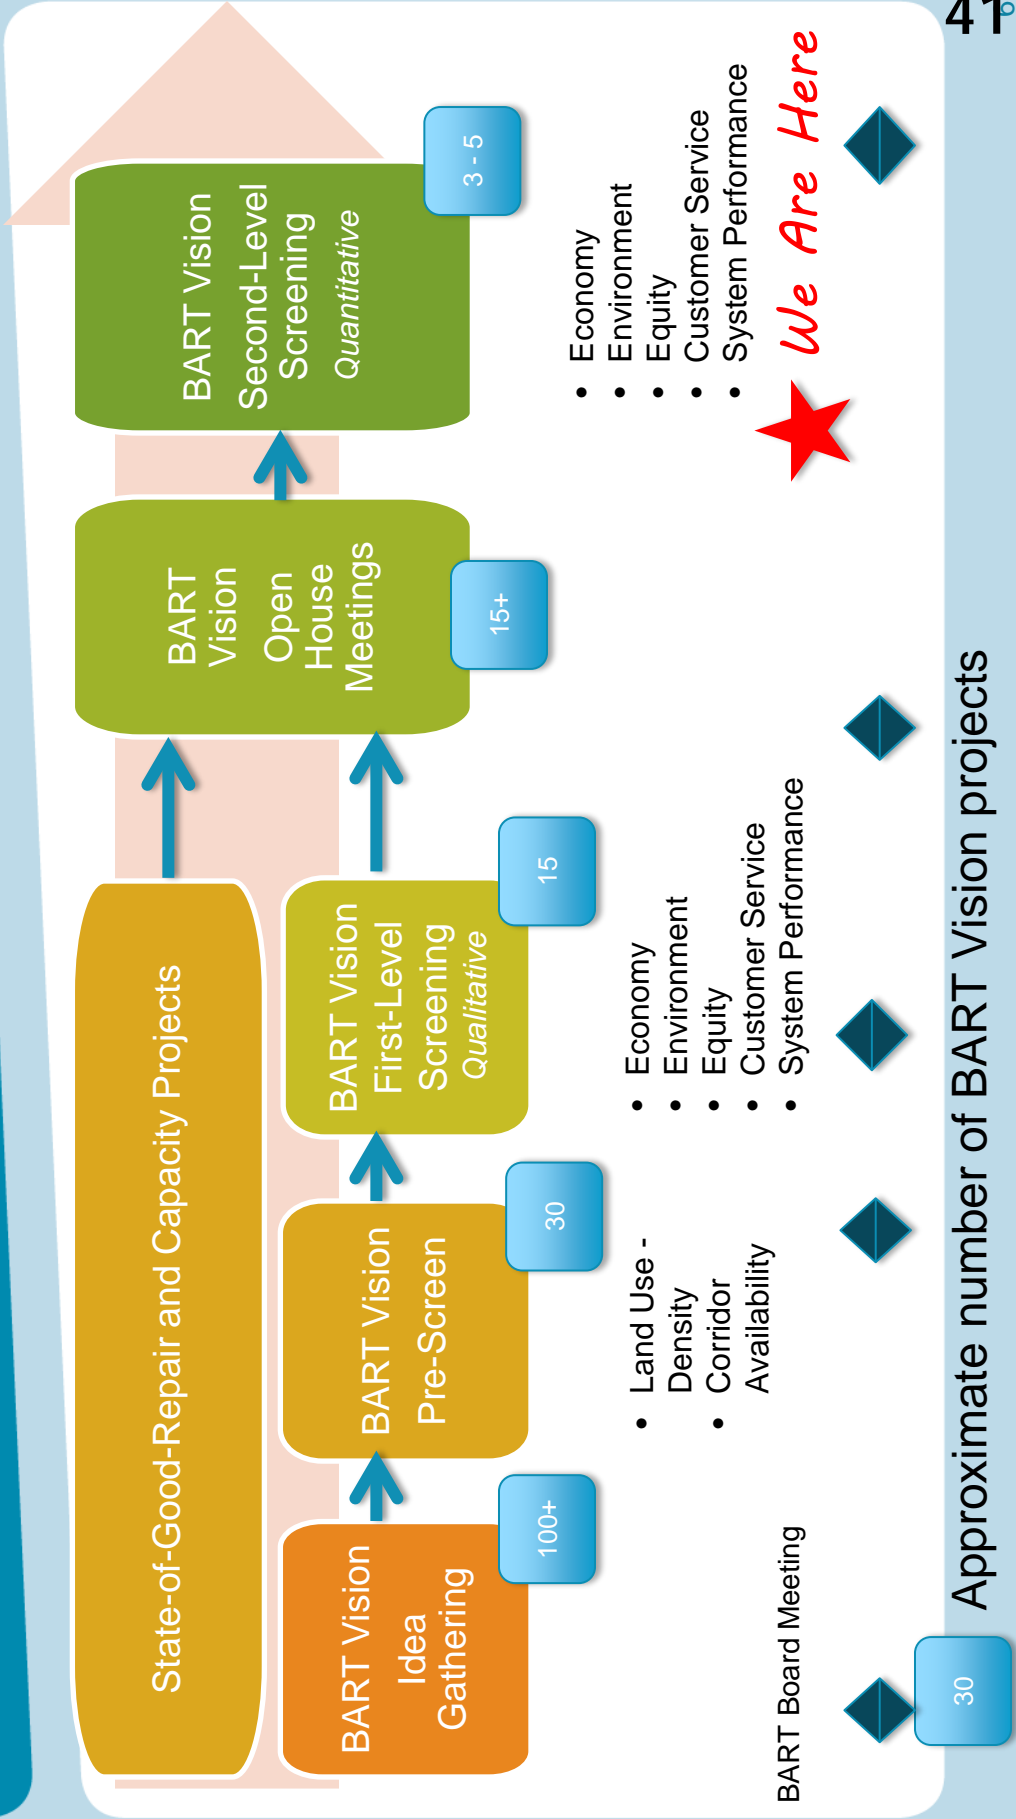 State-of-Good-Repair and Capacity Projects
BART Vision
Idea
Gathering
100+
BART Vision
Pre-Screen
30
BART Vision
First-Level
Screening
Qualitative
15
BART
Vision
Open
House
Meetings
15+
BART Vision
Second-Level
Screening
Quantitative
3 - 5
• Land Use -
Density
• Corridor
Availability
• Economy
• Environment
• Equity
• Customer Service
• System Performance
• Economy
• Environment
• Equity
• Customer Service
• System Performance
We Are Here
BART Board Meeting
30
Approximate number of BART Vision projects
41